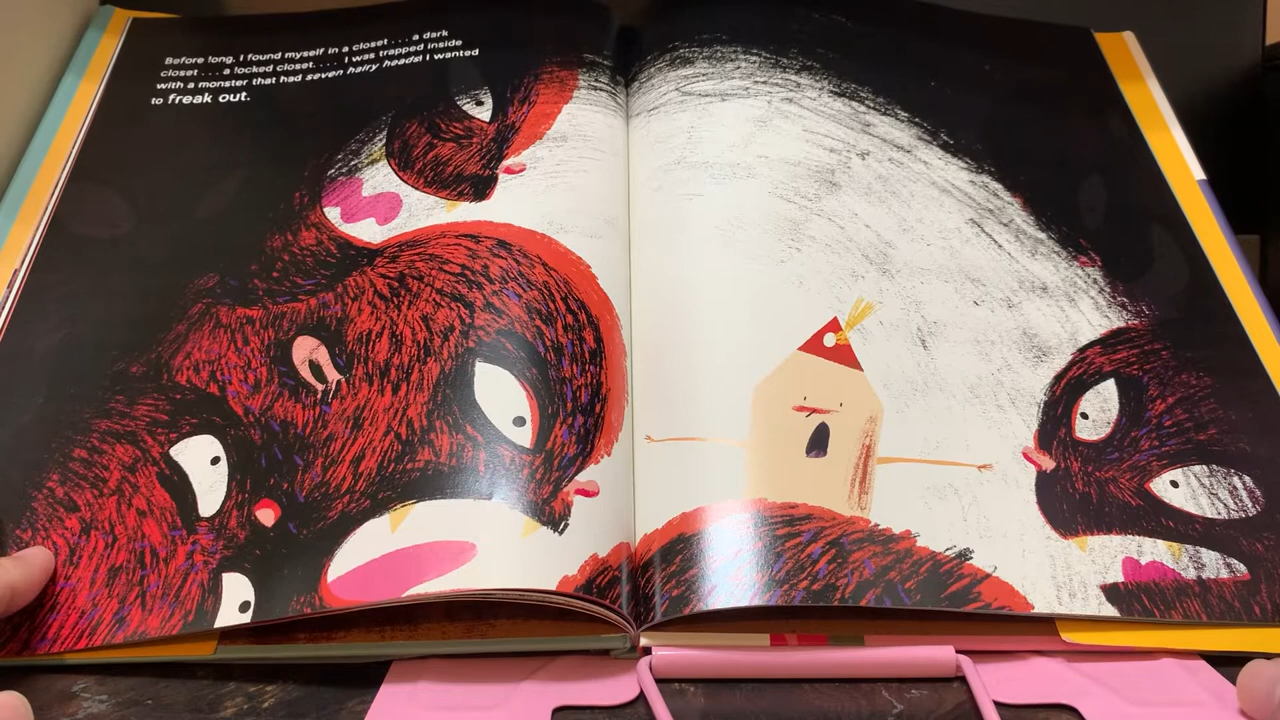 Before long, I found myself in a closet . . . a dark
closet . . . a locked closet. . . . I was trapped inside
with a monster that had seven hairy heads! I wanted
to freak out.